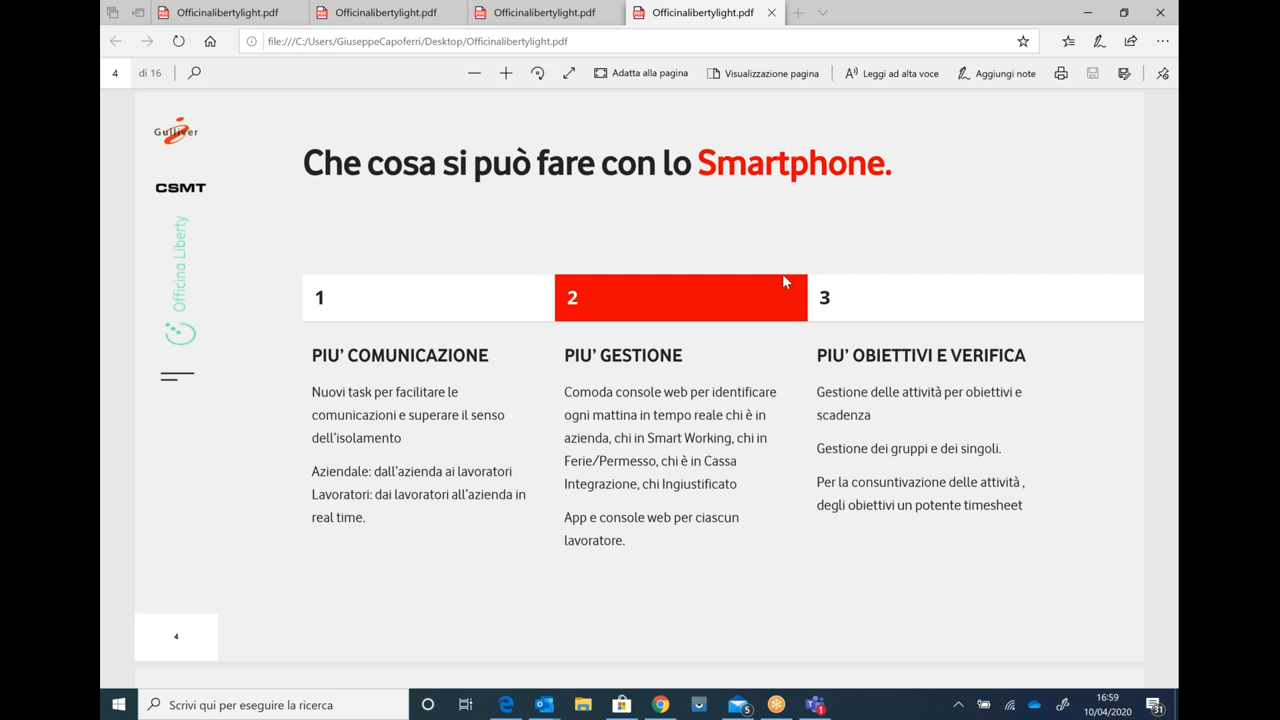 Officinalibertylight.pdf
Officinalibertylight.pdf
Officinalibertylight.pdf
Officinalibertylight.pdf
file:///C:/Users/GiuseppeCapoferri/Desktop/Officinalibertylight.pdf
4 di 16
Adatta alla pagina
Visualizzazione pagina
Leggi ad alta voce
Aggiungi note
Gulliver
CSMT
Officina Liberty
Che cosa si può fare con lo Smartphone.
1
PIU' COMUNICAZIONE
Nuovi task per facilitare le
comunicazioni e superare il senso
dell'isolamento
Aziendale: dall'azienda ai lavoratori
Lavoratori: dai lavoratori all'azienda in
real time.
2
PIU' GESTIONE
Comoda console web per identificare
ogni mattina in tempo reale chi è in
azienda, chi in Smart Working, chi in
Ferie/Permesso, chi è in Cassa
Integrazione, chi Ingiustificato
App e console web per ciascun
lavoratore.
3
PIU' OBIETTIVI E VERIFICA
Gestione delle attività per obiettivi e
scadenza
Gestione dei gruppi e dei singoli.
Per la consuntivazione delle attività ,
degli obiettivi un potente timesheet
4
Scrivi qui per eseguire la ricerca
5
1
16:59
10/04/2020
31